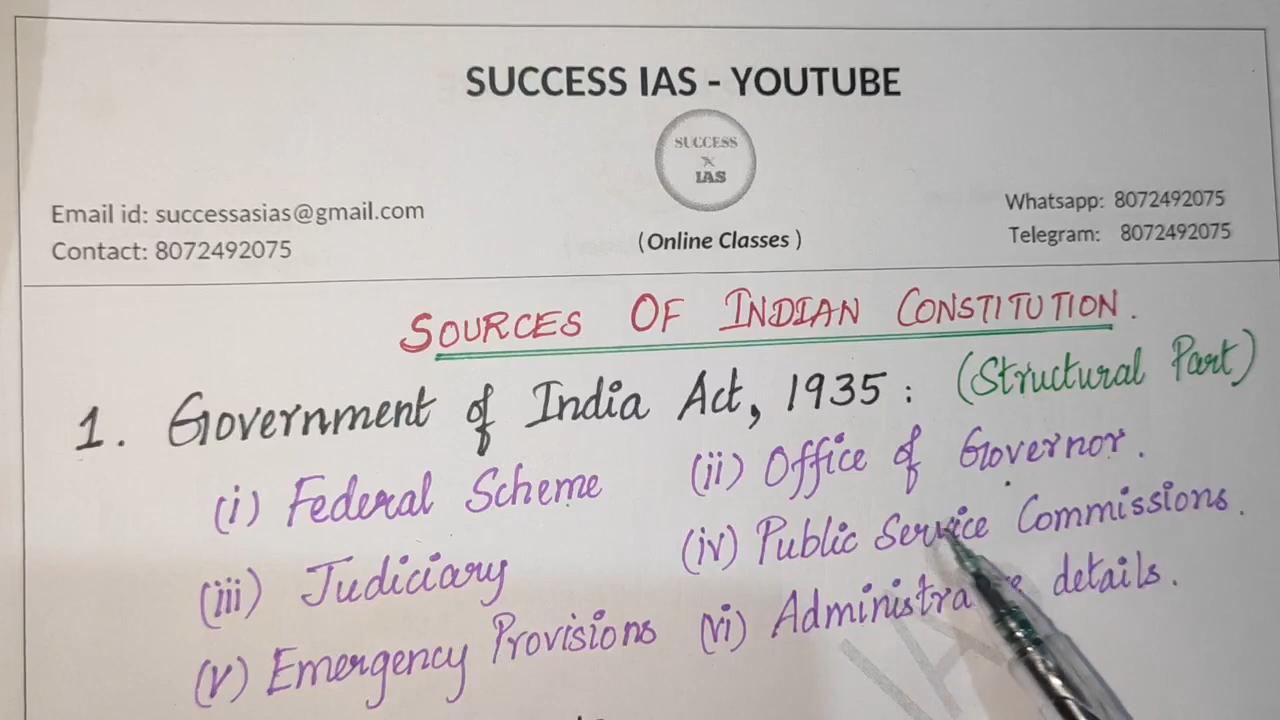 SUCCESS IAS - YOUTUBE
SUCCESS
IAS
Email id: successasias@gmail.com
Whatsapp: 8072492075
Contact: 8072492075
(Online Classes)
Telegram: 8072492075
SOURCES OF INDIAN CONSTITUTION.
1. Government of India Act, 1935: (Structural Part)
(i) Federal Scheme (ii) Office of Governor.
(iii) Judiciary (iv) Public Service Commissions.
(v) Emergency Provisions (vi) details.
IAS